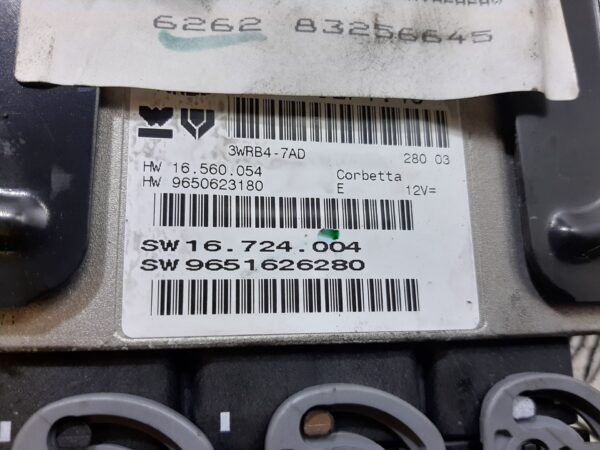 6262 83256645
3WRB4-7AD 280 03
HW 16.560.054 Corbetta
HW 9650623180 E 12V=
SW 16.724.004
SW 9651626280